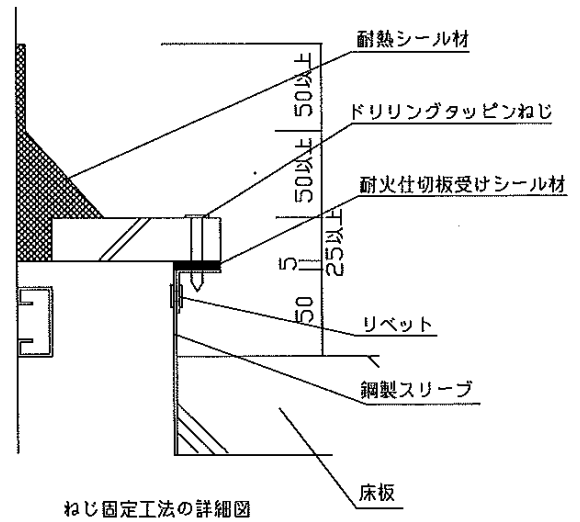 耐熱シール材
50以上
ドリリングタッピンねじ
50以上
耐火仕切板受けシール材
25以上
5
50
リベット
鋼製スリーブ
床板
ねじ固定工法の詳細図